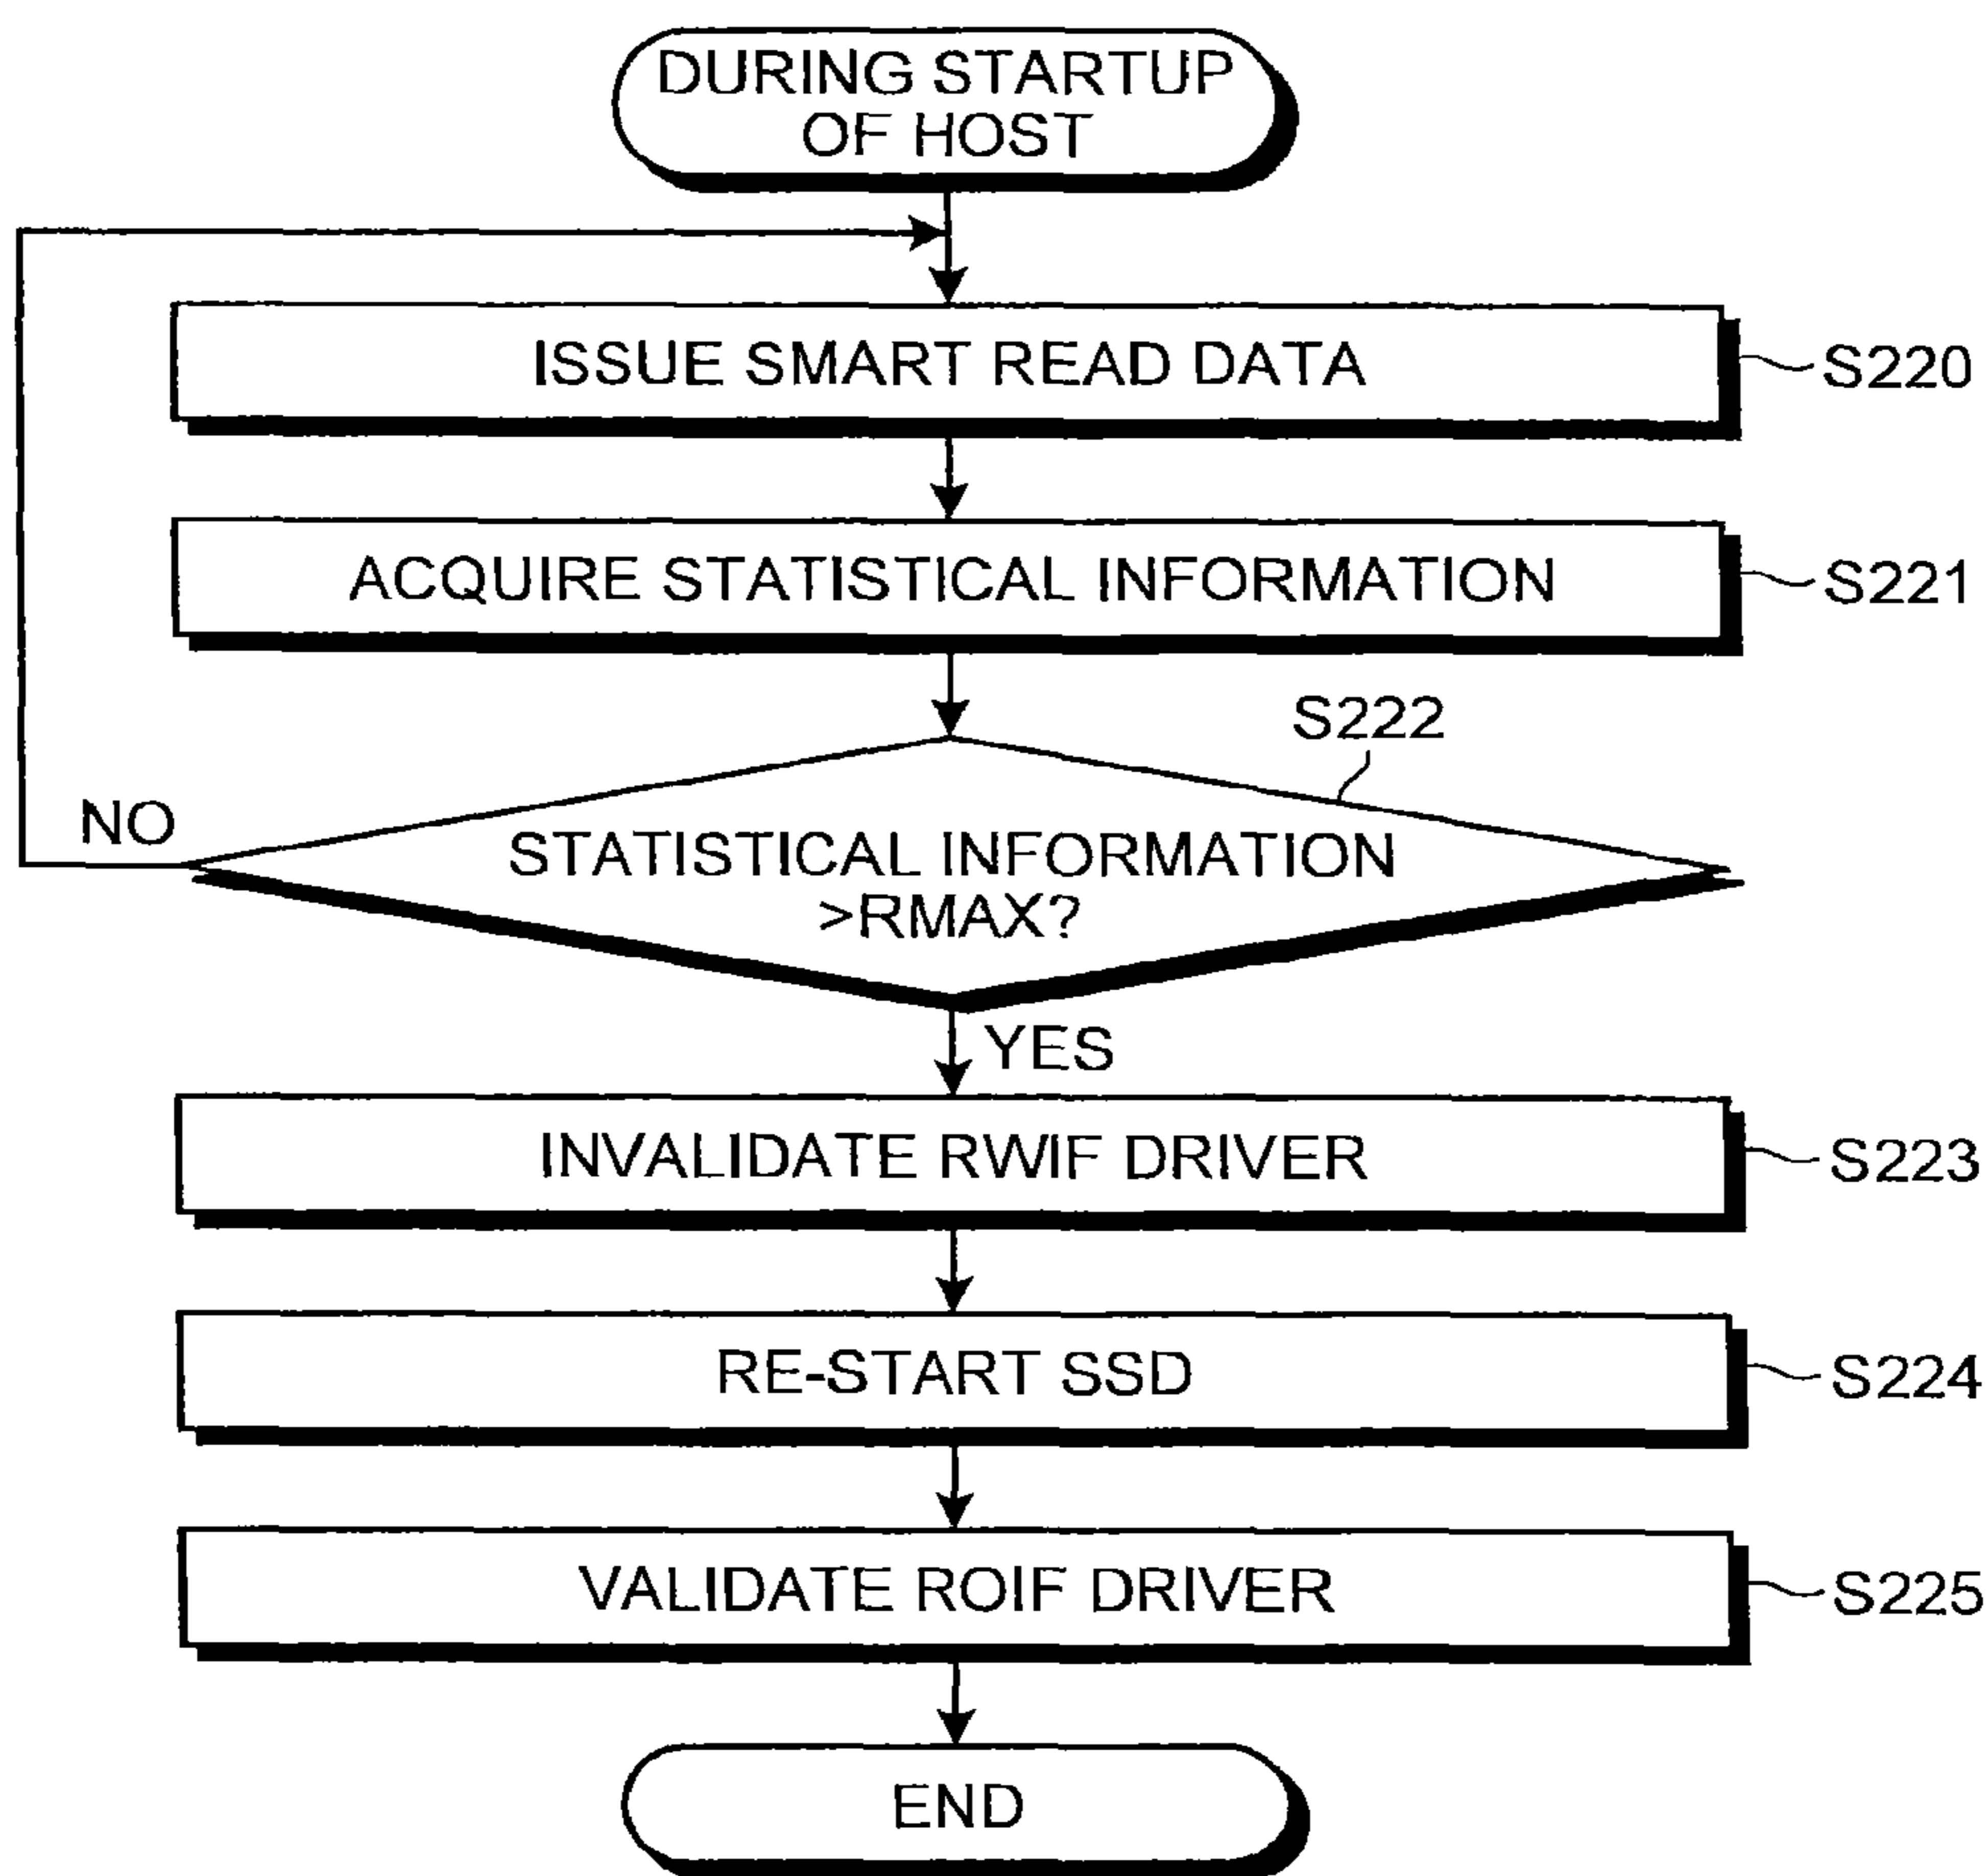 DURING STARTUP
OF HOST
ISSUE SMART READ DATA
S220
ACQUIRE STATISTICAL INFORMATION
S221
S222
NO
STATISTICAL INFORMATION
>RMAX?
YES
INVALIDATE RWIF DRIVER
S223
RE-START SSD
S224
VALIDATE ROIF DRIVER
S225
END